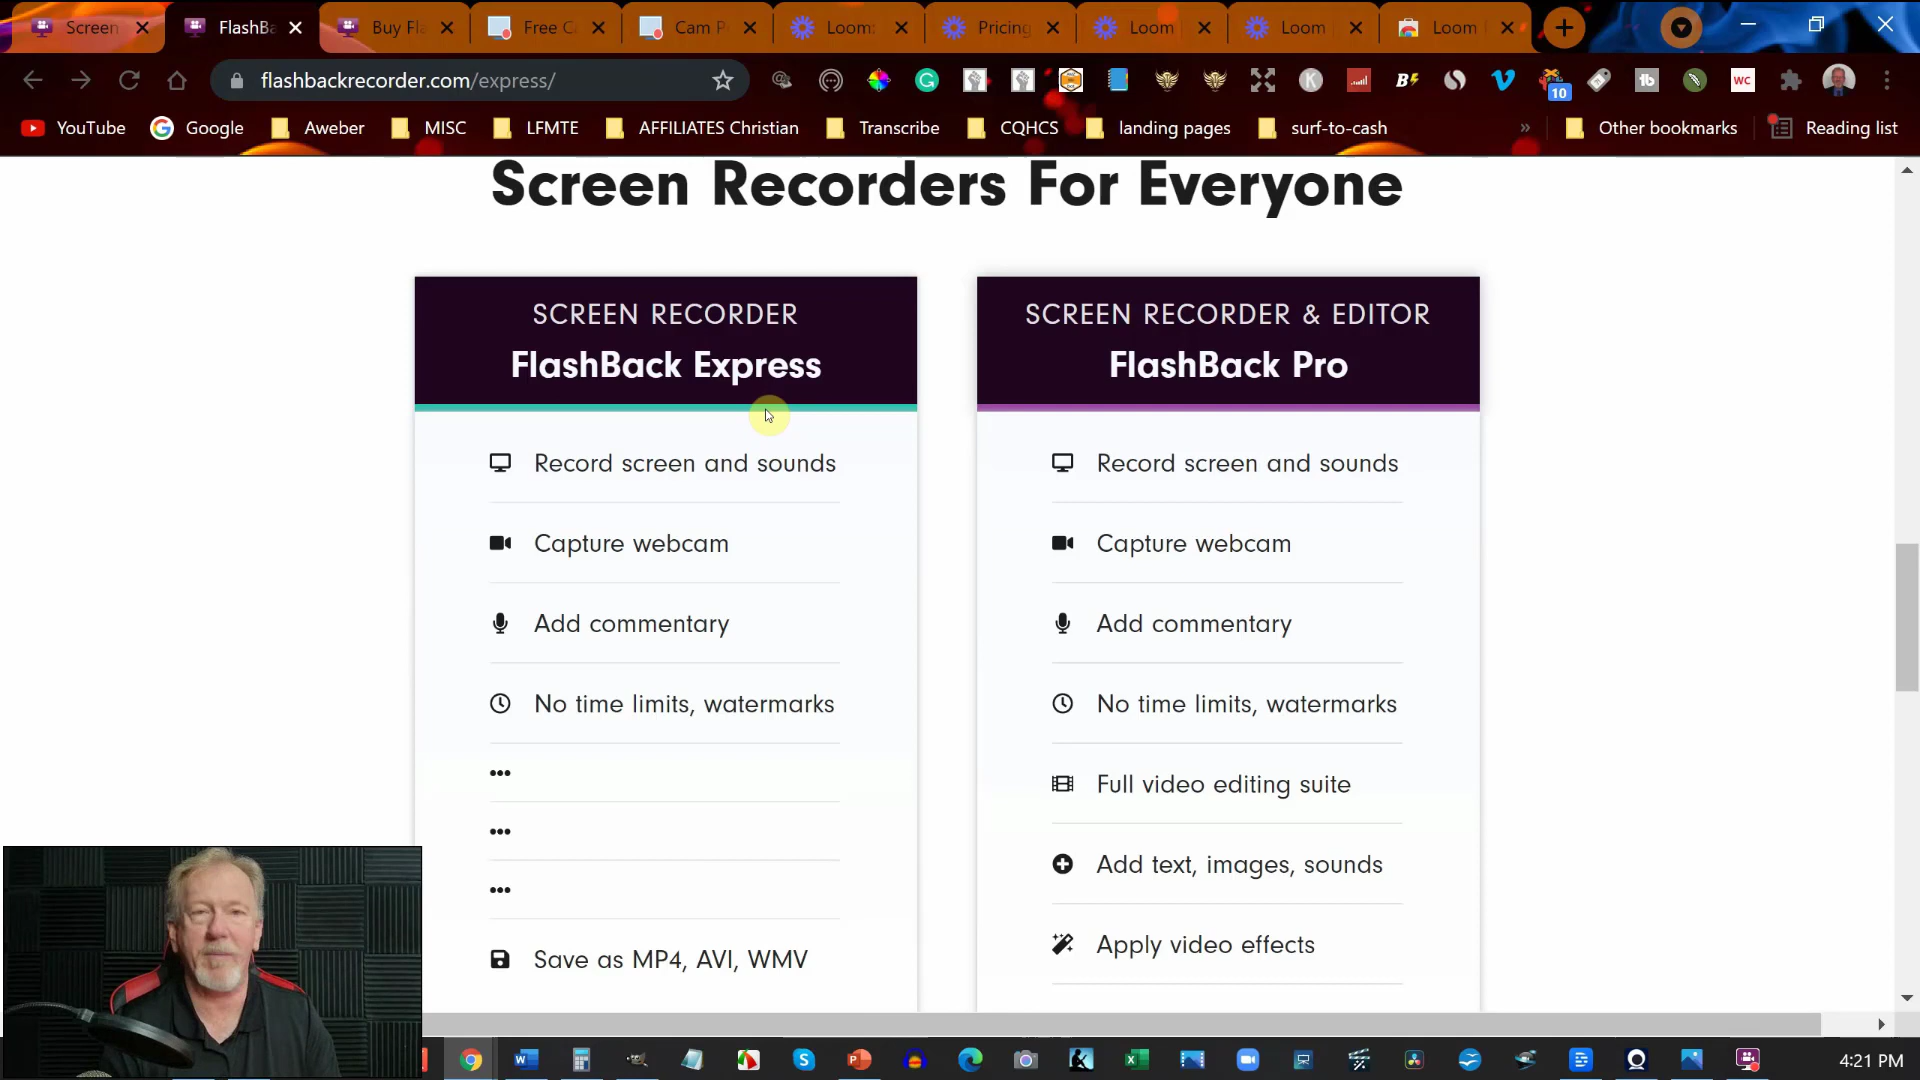 Screen
FlashBa
Buy Fla
Free C
Cam P
Loom:
Pricing
Loom
Loom
Loom
flashbackrecorder.com/express/
10
YouTube
Google
Aweber
MISC
LFMTE
AFFILIATES Christian
Transcribe
CQHCS
landing pages
surf-to-cash
»
Other bookmarks
Reading list
Screen Recorders For Everyone
SCREEN RECORDER
FlashBack Express
Record screen and sounds
Capture webcam
Add commentary
No time limits, watermarks
•••
•••
•••
Save as MP4, AVI, WMV
SCREEN RECORDER & EDITOR
FlashBack Pro
Record screen and sounds
Capture webcam
Add commentary
No time limits, watermarks
Full video editing suite
Add text, images, sounds
Apply video effects
4:21 PM